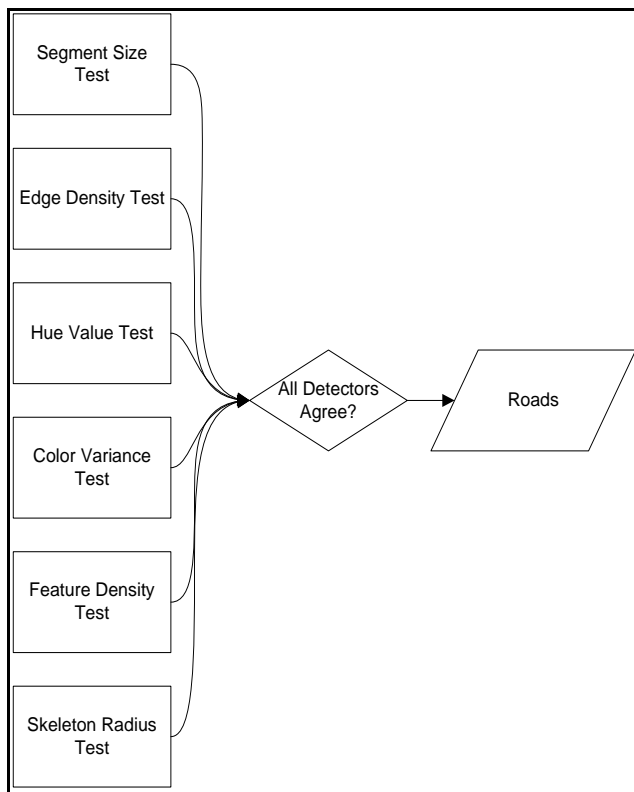 Segment Size
Test
Edge Density Test
Hue Value Test
Color Variance
Test
Feature Density
Test
Skeleton Radius
Test
All Detectors
Agree?
Roads